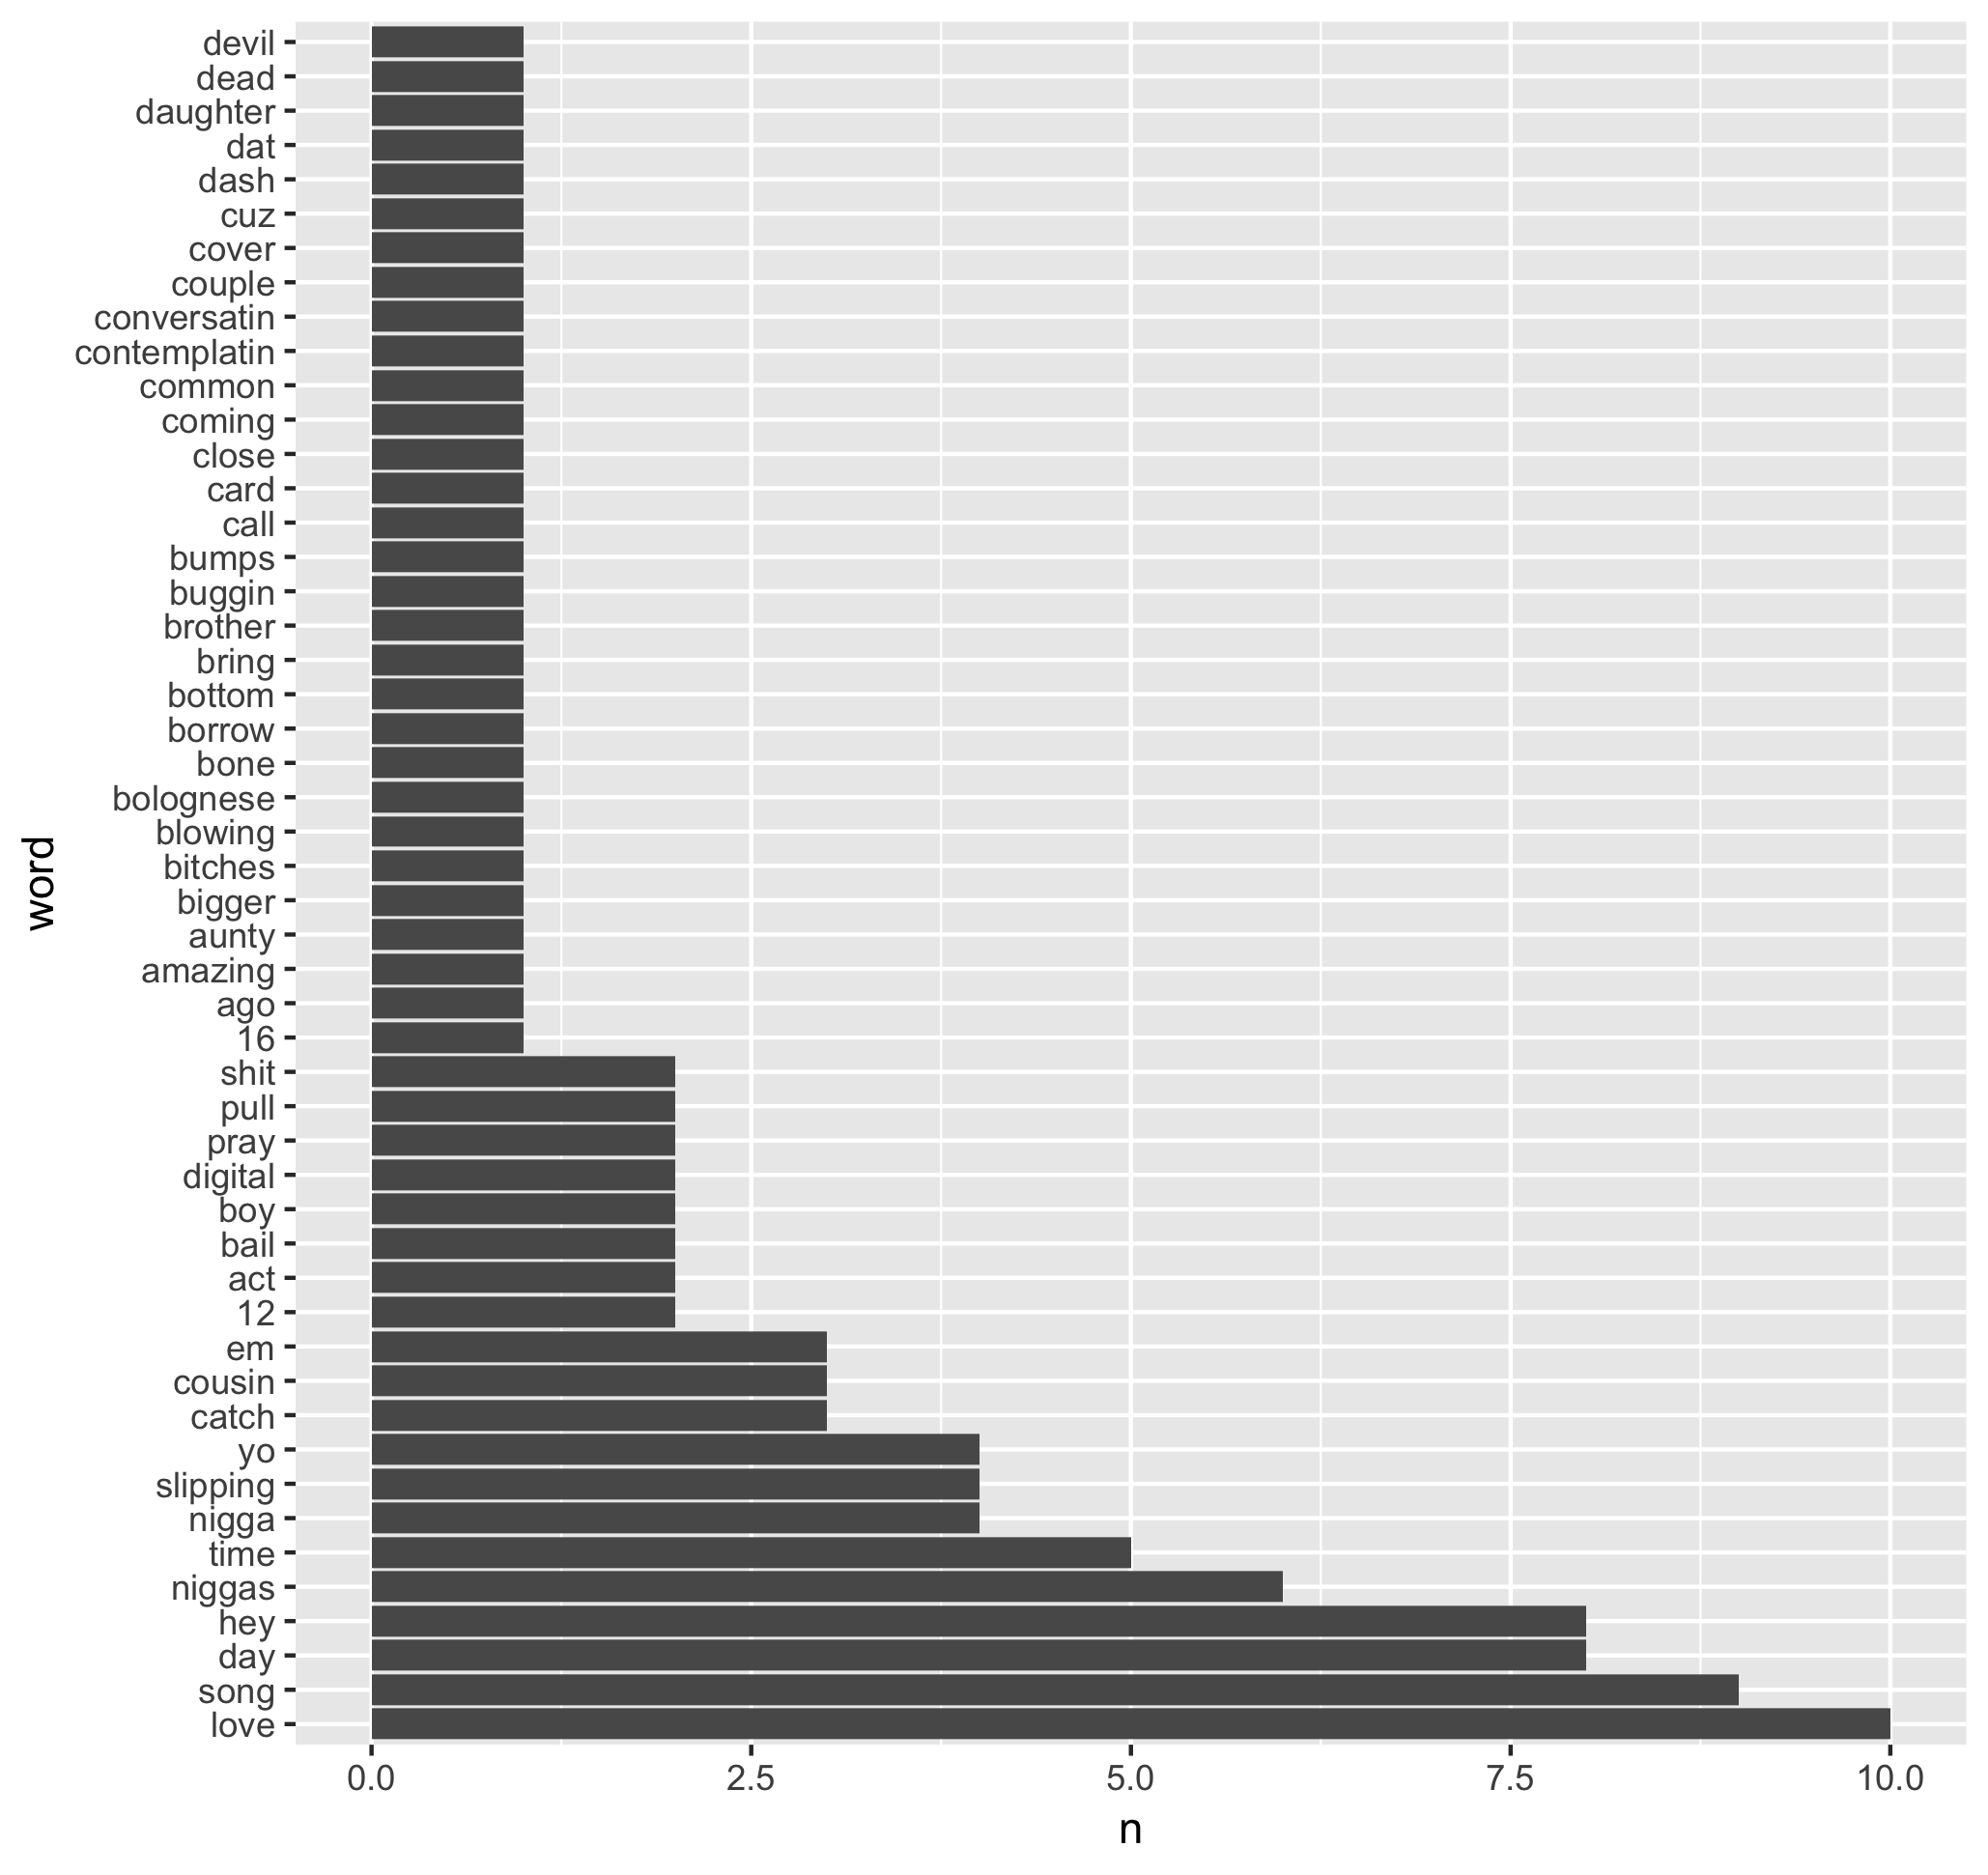 devil
dead
daughter
dat
dash
cuz
cover
couple
conversatin
contemplatin
common
coming
close
card
call
bumps
buggin
brother
bring
bottom
borrow
bone
bolognese
blowing
bitches
bigger
aunty
amazing
ago
16
shit
pull
pray
digital
boy
bail
act
12
em
cousin
catch
yo
slipping
nigga
time
niggas
hey
day
song
love
word
0.0 2.5 5.0 7.5 10.0
n